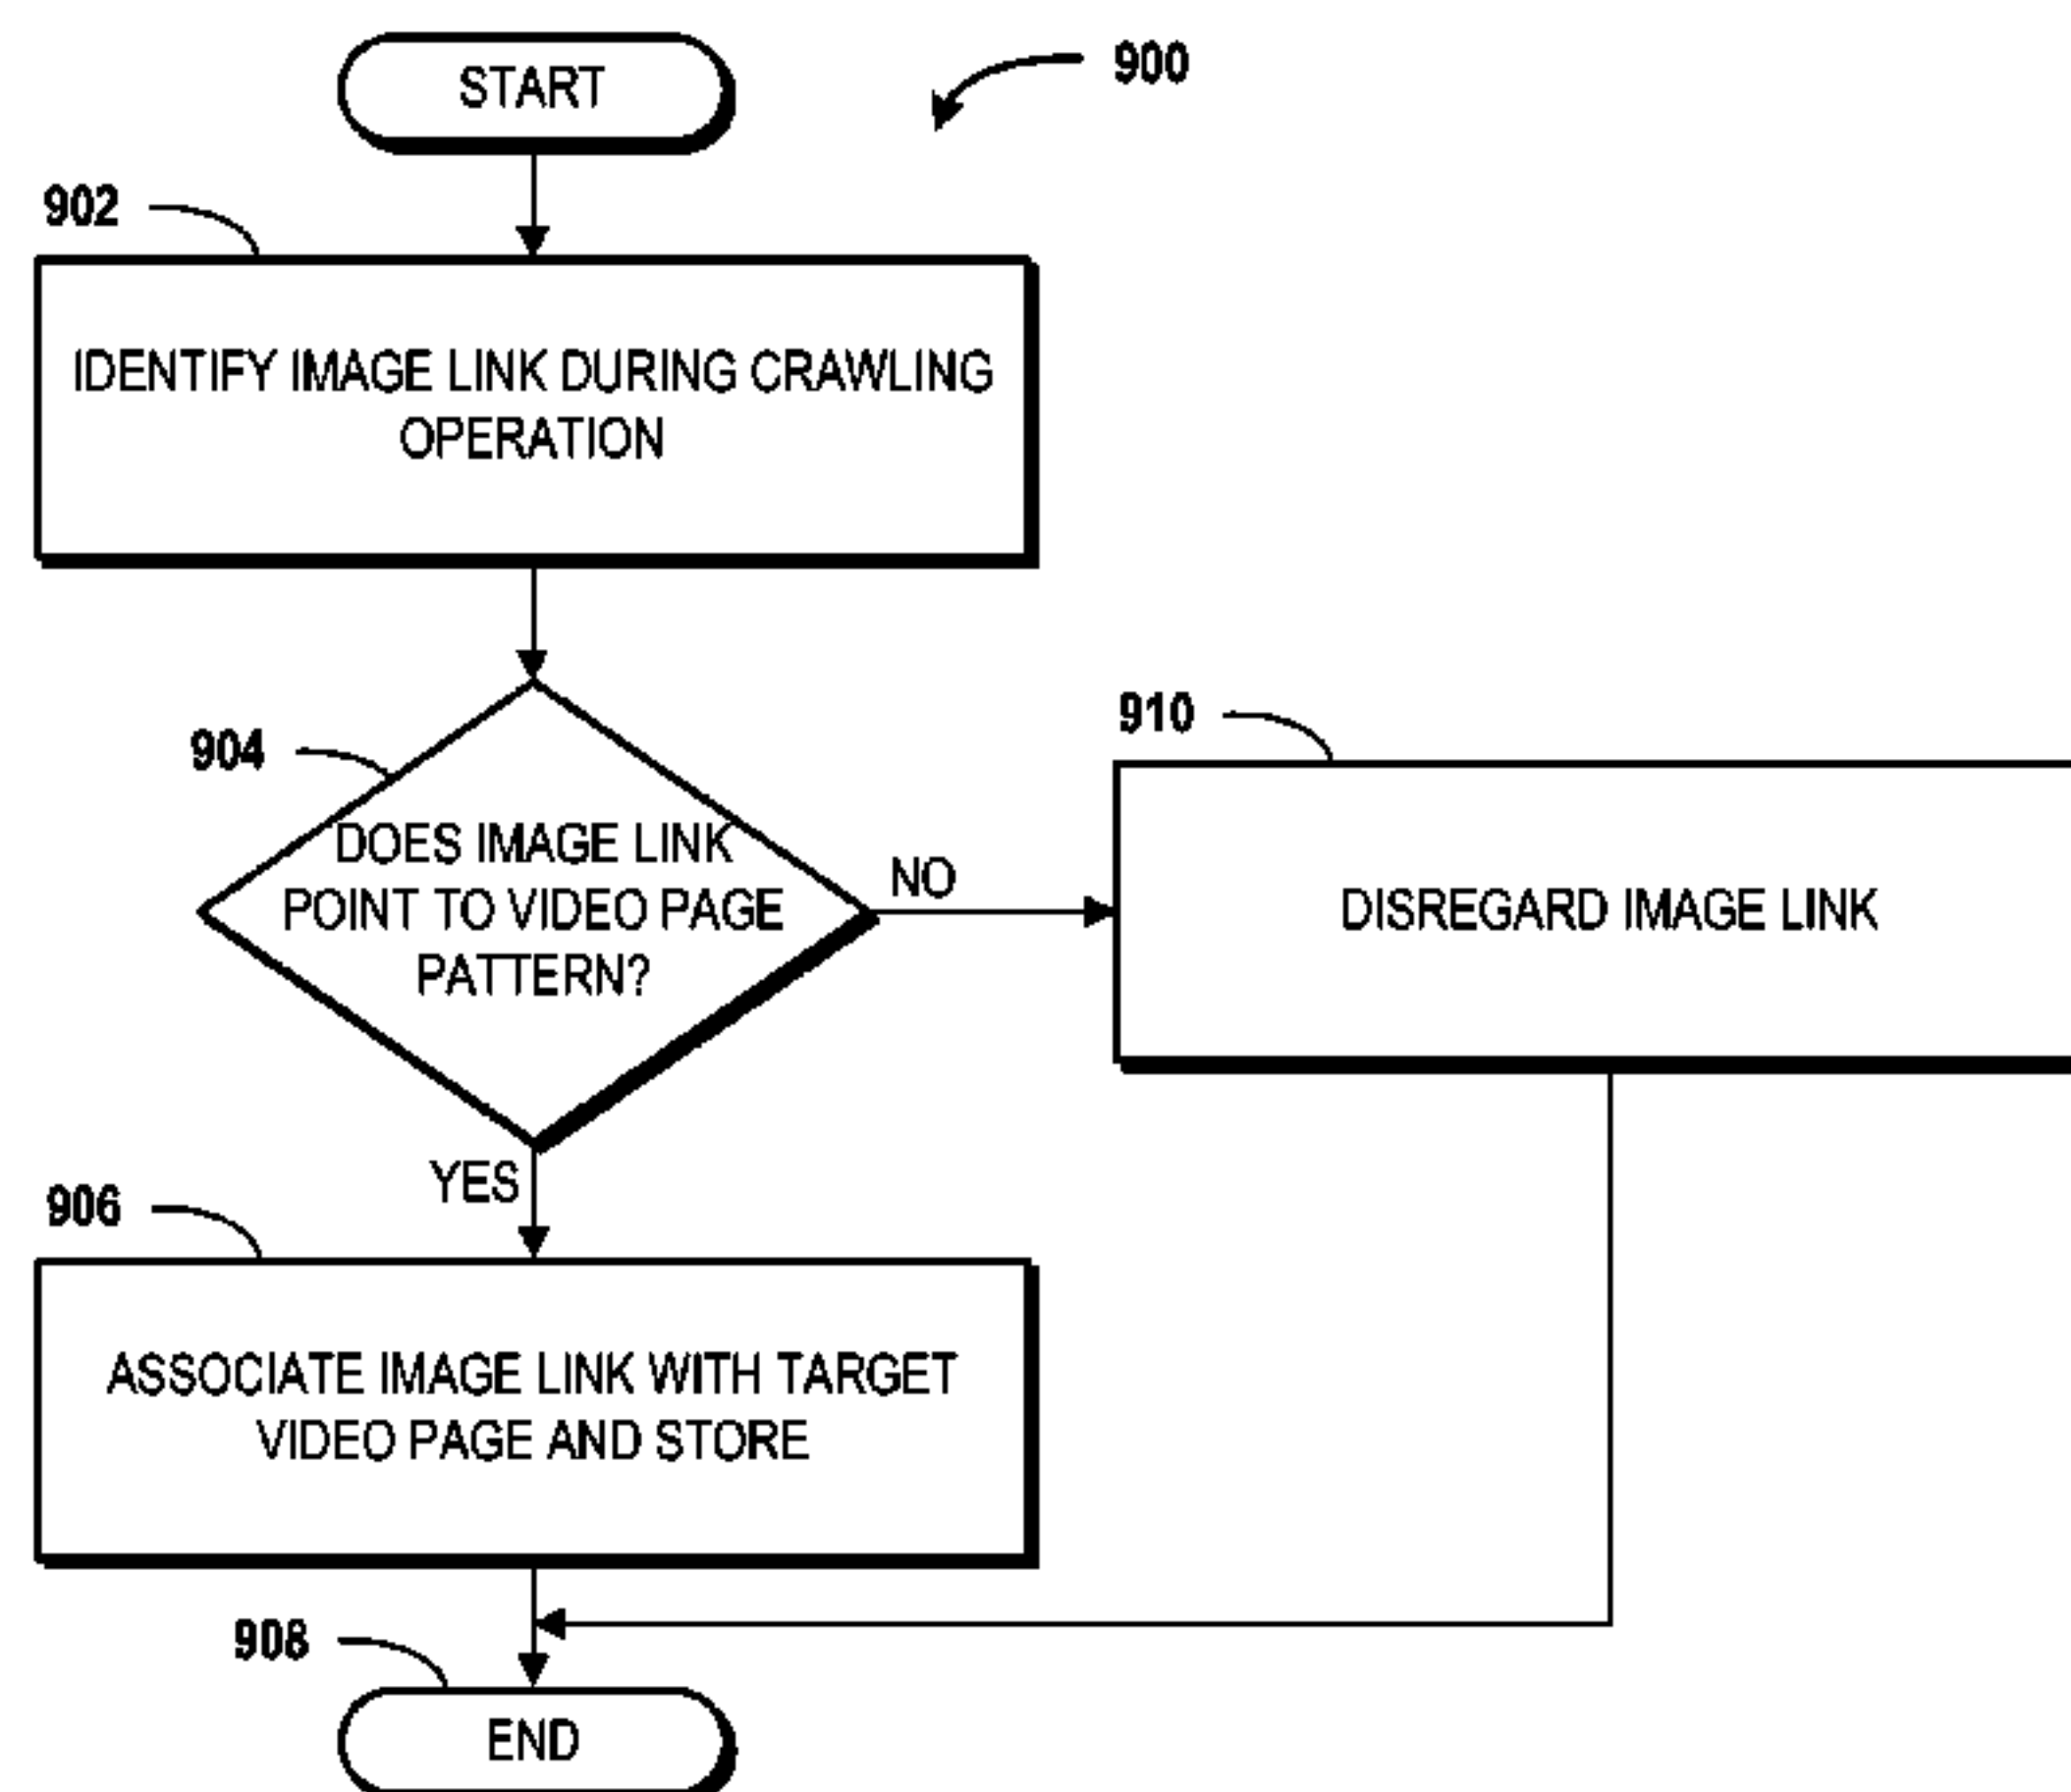 START
900
902
IDENTIFY IMAGE LINK DURING CRAWLING
OPERATION
904
DOES IMAGE LINK
POINT TO VIDEO PAGE
PATTERN?
NO
910
DISREGARD IMAGE LINK
YES
906
ASSOCIATE IMAGE LINK WITH TARGET
VIDEO PAGE AND STORE
908
END